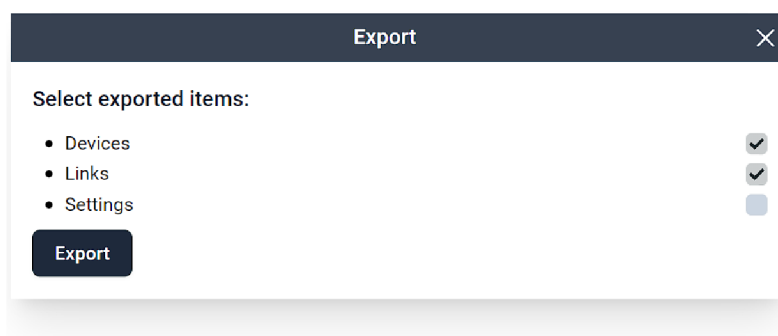 Export
Select exported items:
Devices
Links
Settings
Export